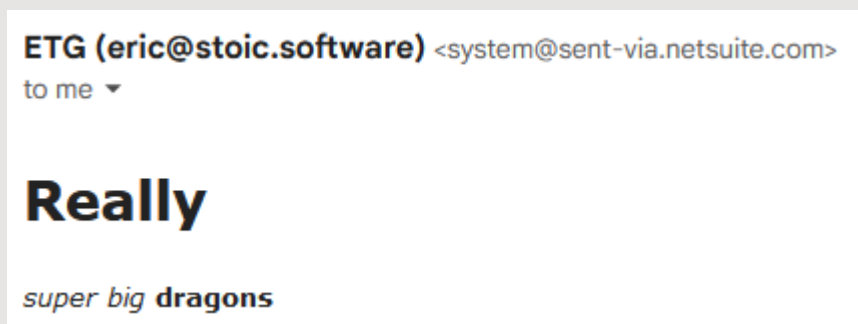 ETG (eric@stoic.software) <system@sent-via.netsuite.com>
to me
Really
super big dragons